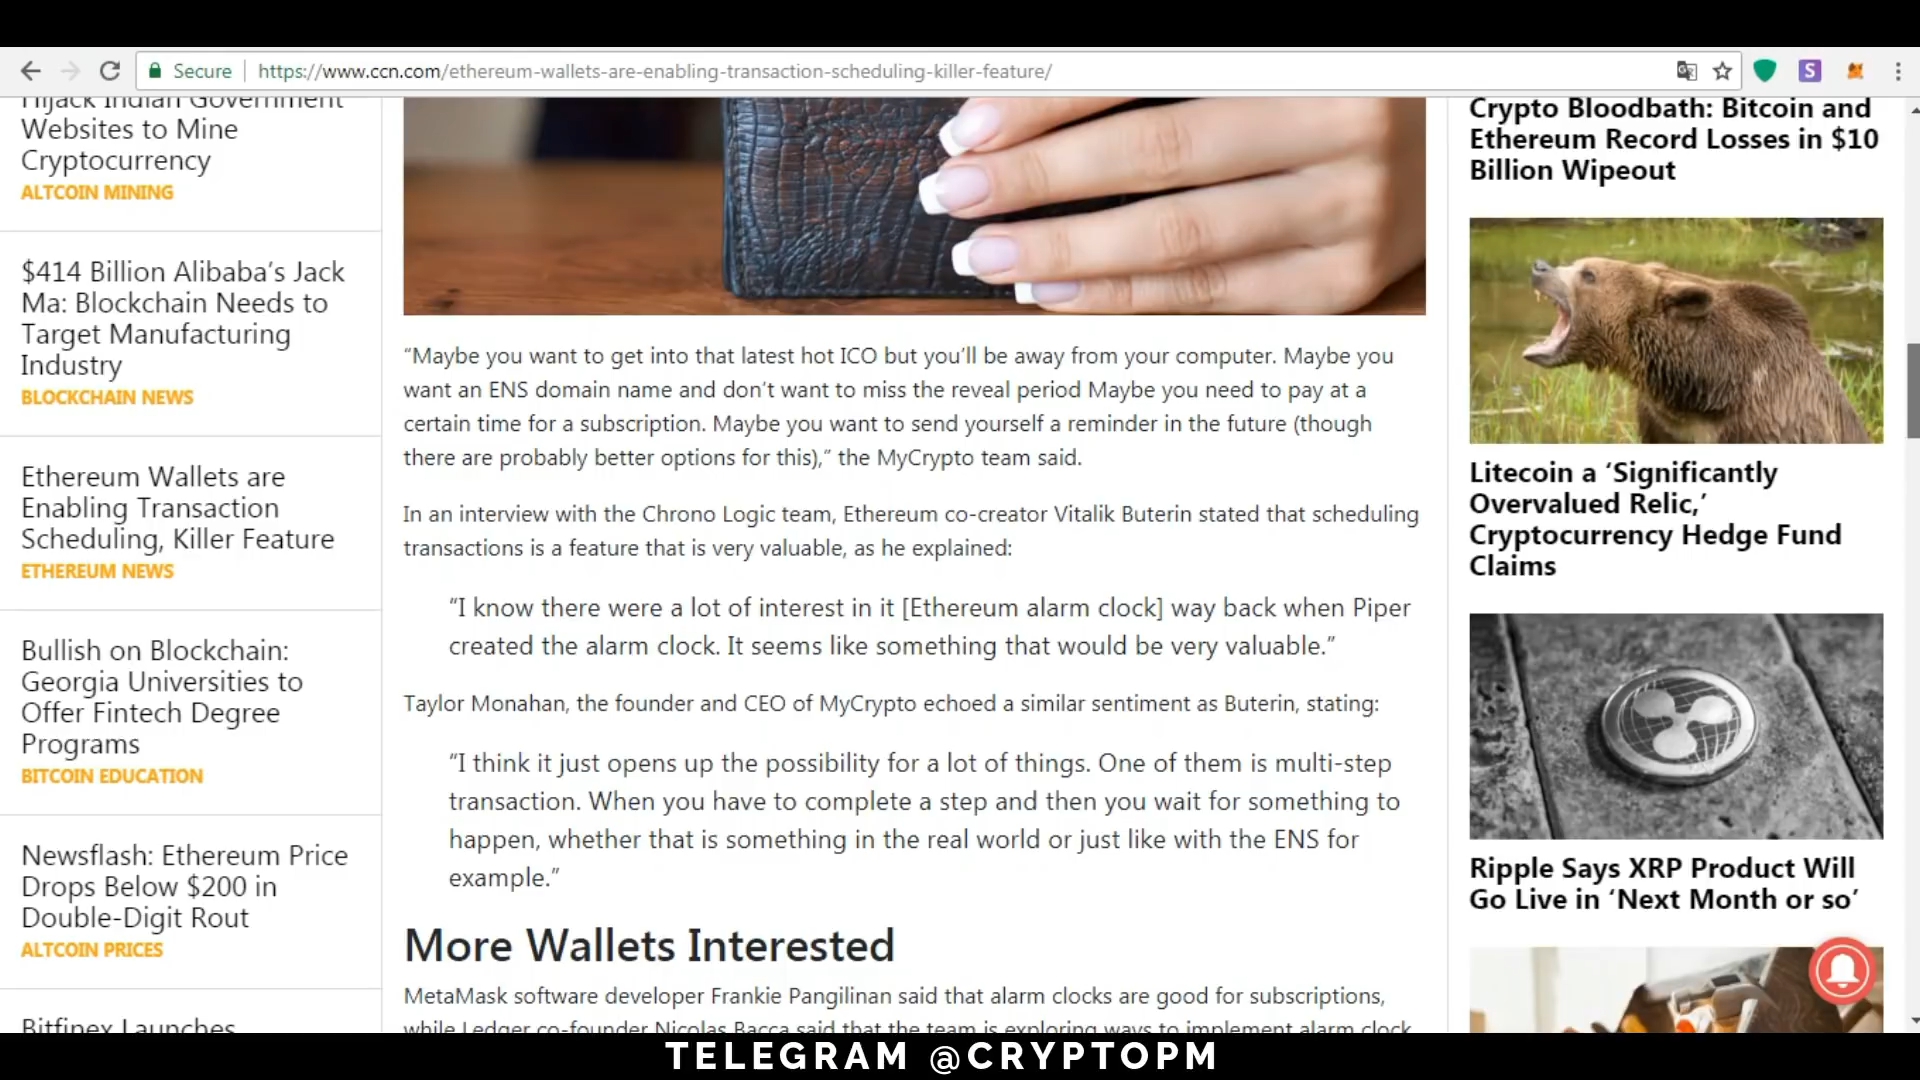 Secure
https://www.ccn.com/ethereum-wallets-are-enabling-transaction-scheduling-killer-feature/
Hijack Indian Government
Websites to Mine
Cryptocurrency
ALTCOIN MINING
$414 Billion Alibaba’s Jack
Ma: Blockchain Needs to
Target Manufacturing
Industry
BLOCKCHAIN NEWS
Ethereum Wallets are
Enabling Transaction
Scheduling, Killer Feature
ETHEREUM NEWS
Bullish on Blockchain:
Georgia Universities to
Offer Fintech Degree
Programs
BITCOIN EDUCATION
Newsflash: Ethereum Price
Drops Below $200 in
Double-Digit Rout
ALTCOIN PRICES
Bitfinex Launches
“Maybe you want to get into that latest hot ICO but you’ll be away from your computer. Maybe you
want an ENS domain name and don’t want to miss the reveal period Maybe you need to pay at a
certain time for a subscription. Maybe you want to send yourself a reminder in the future (though
there are probably better options for this),” the MyCrypto team said.
In an interview with the Chrono Logic team, Ethereum co-creator Vitalik Buterin stated that scheduling
transactions is a feature that is very valuable, as he explained:
“I know there were a lot of interest in it [Ethereum alarm clock] way back when Piper
created the alarm clock. It seems like something that would be very valuable.”
Taylor Monahan, the founder and CEO of MyCrypto echoed a similar sentiment as Buterin, stating:
“I think it just opens up the possibility for a lot of things. One of them is multi-step
transaction. When you have to complete a step and then you wait for something to
happen, whether that is something in the real world or just like with the ENS for
example.”
More Wallets Interested
MetaMask software developer Frankie Pangilinan said that alarm clocks are good for subscriptions,
while Ledger co-founder Nicolas Bacca said that the team is exploring ways to implement alarm clock
Crypto Bloodbath: Bitcoin and
Ethereum Record Losses in $10
Billion Wipeout
Litecoin a ‘Significantly
Overvalued Relic,’
Cryptocurrency Hedge Fund
Claims
Ripple Says XRP Product Will
Go Live in ‘Next Month or so’
TELEGRAM @CRYPTOPM